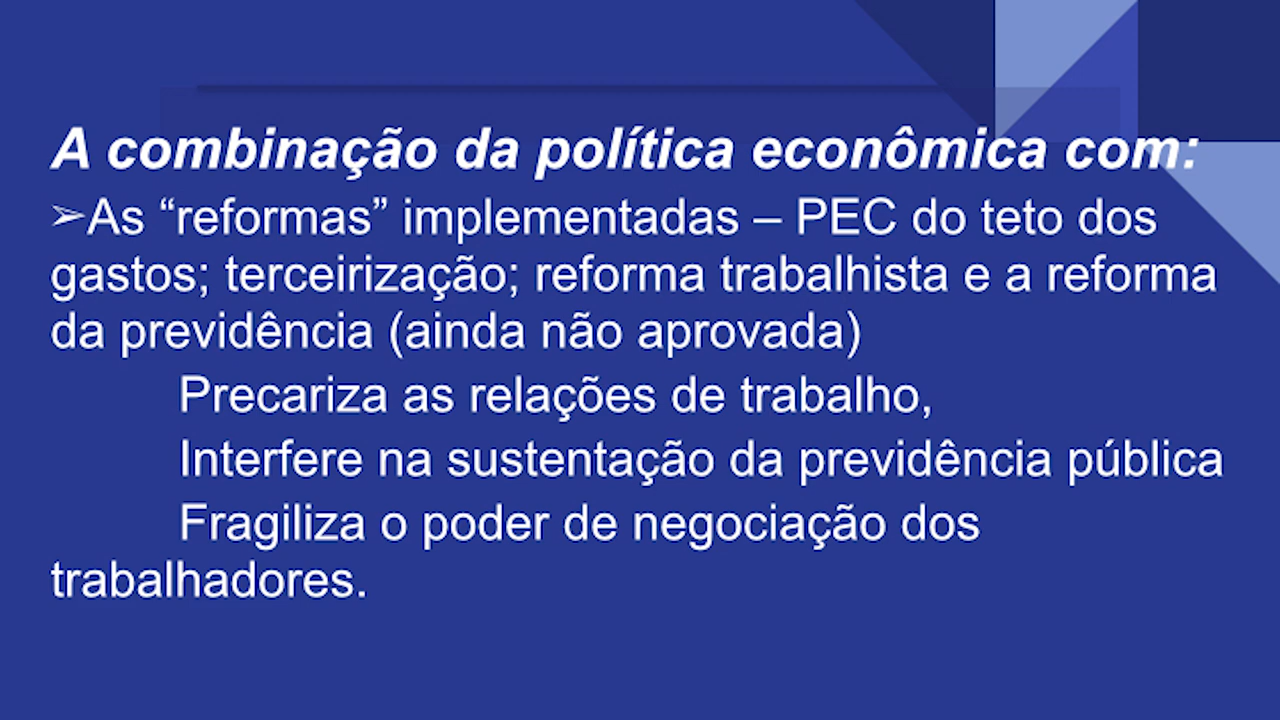 A combinação da política econômica com:
➢As “reformas” implementadas – PEC do teto dos
gastos; terceirização; reforma trabalhista e a reforma
da previdência (ainda não aprovada)
Precariza as relações de trabalho,
Interfere na sustentação da previdência pública
Fragiliza o poder de negociação dos
trabalhadores.